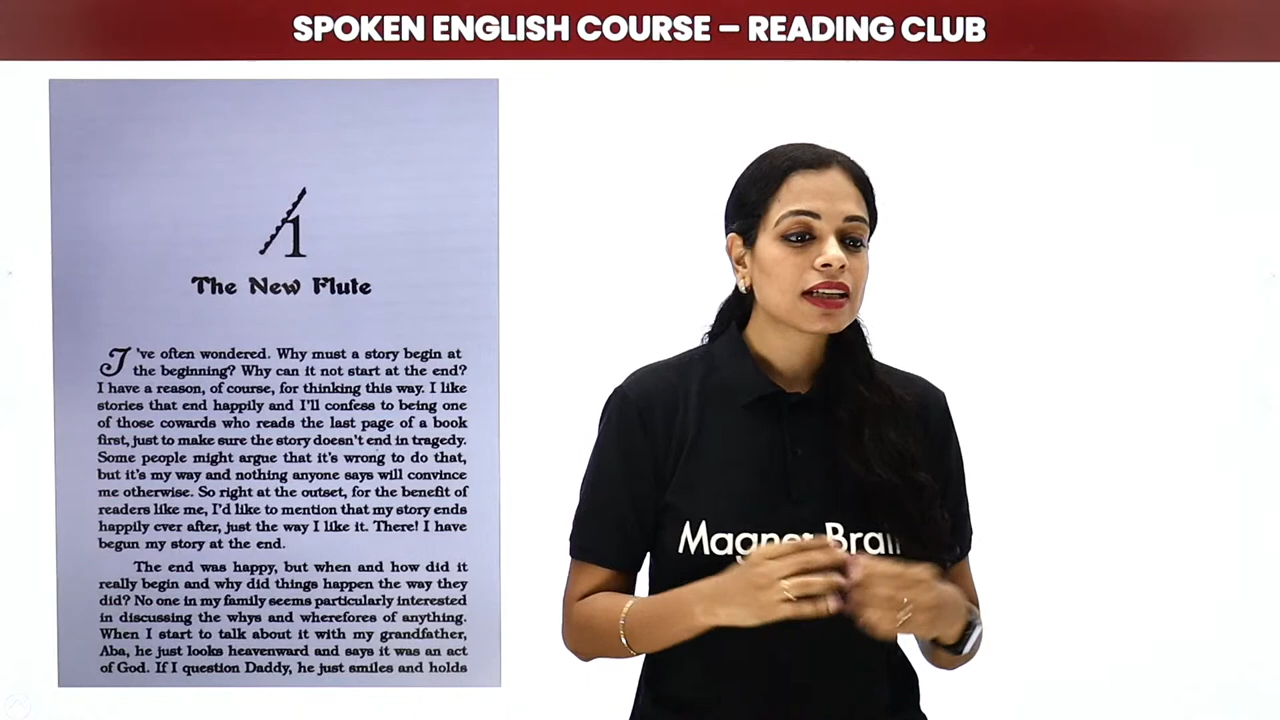 SPOKEN ENGLISH COURSE – READING CLUB
1
The New Flute
I've often wondered. Why must a story begin at
the beginning? Why can it not start at the end?
I have a reason, of course, for thinking this way. I like
stories that end happily and I'll confess to being one
of those cowards who reads the last page of a book
first, just to make sure the story doesn't end in tragedy.
Some people might argue that it's wrong to do that,
but it's my way and nothing anyone says will convince
me otherwise. So right at the outset, for the benefit of
readers like me, I'd like to mention that my story ends
happily ever after, just the way I like it. There! I have
begun my story at the end.
The end was happy, but when and how did it
really begin and why did things happen the way they
did? No one in my family seems particularly interested
in discussing the whys and wherefores of anything.
When I start to talk about it with my grandfather,
Aba, he just looks heavenward and says it was an act
of God. If I question Daddy, he just smiles and holds